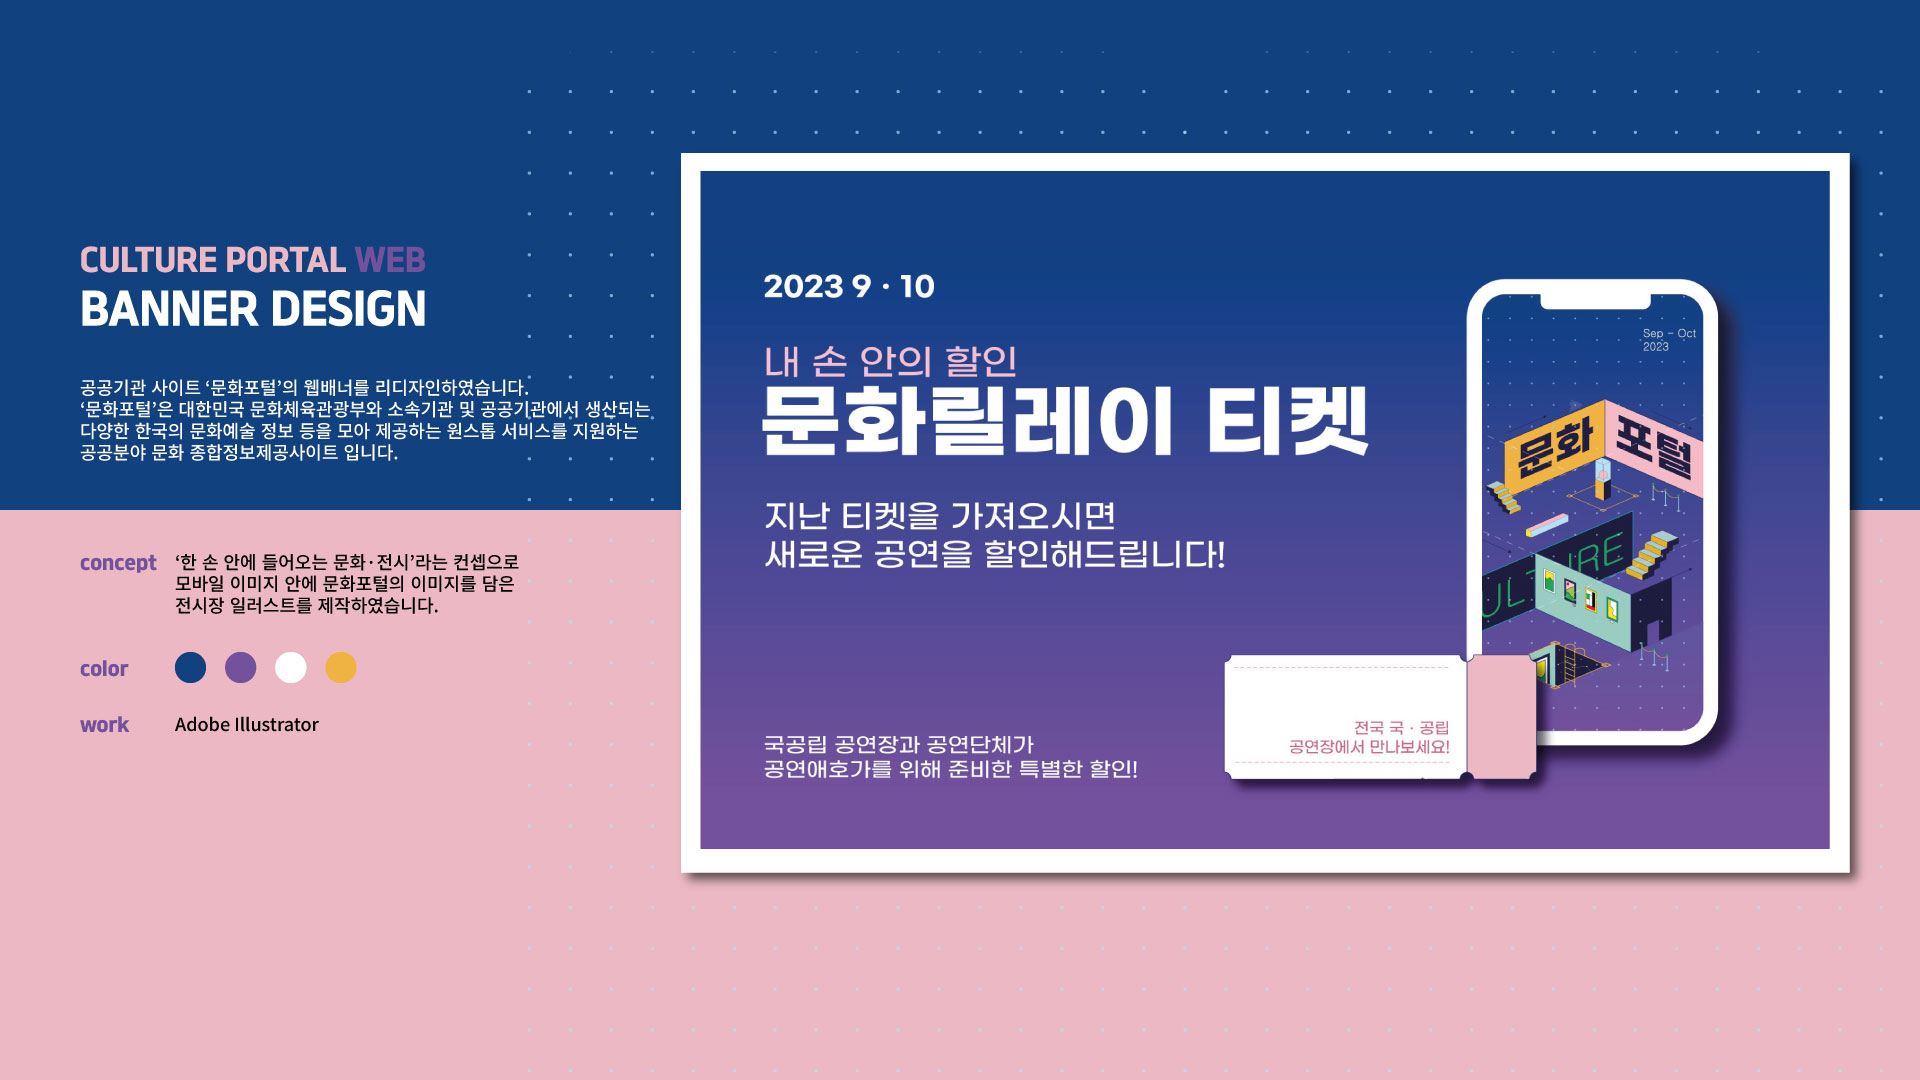 CULTURE PORTAL WEB
BANNER DESIGN
공공기관 사이트 ‘문화포털’의 웹배너를 리디자인하였습니다.
‘문화포털’은 대한민국 문화체육관광부와 소속기관 및 공공기관에서 생산되는
다양한 한국의 문화예술 정보 등을 모아 제공하는 원스톱 서비스를 지원하는
공공분야 문화 종합정보제공사이트 입니다.
concept
‘한 손 안에 들어오는 문화·전시’라는 컨셉으로
모바일 이미지 안에 문화포털의 이미지를 담은
전시장 일러스트를 제작하였습니다.
color
work
Adobe Illustrator
2023 9 · 10
내 손 안의 할인
문화릴레이 티켓
지난 티켓을 가져오시면
새로운 공연을 할인해드립니다!
국공립 공연장과 공연단체가
공연애호가를 위해 준비한 특별한 할인!
Sep - Oct
2023
문화 포털
ULTURE
전국 국 · 공립
공연장에서 만나보세요!